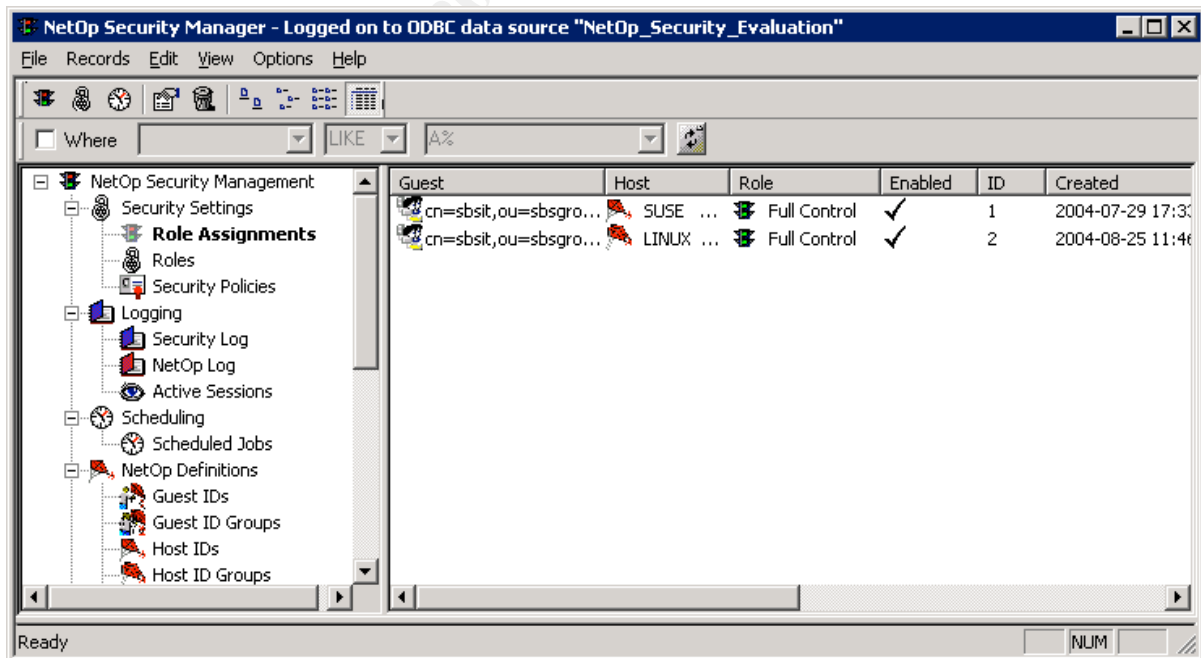 NetOp Security Manager - Logged on to ODBC data source "NetOp_Security_Evaluation"
File Records Edit View Options Help
Where LIKE A%
NetOp Security Management
Security Settings
Role Assignments
Roles
Security Policies
Logging
Security Log
NetOp Log
Active Sessions
Scheduling
Scheduled Jobs
NetOp Definitions
Guest IDs
Guest ID Groups
Host IDs
Host ID Groups
Guest Host Role Enabled ID Created
cn=sbsit,ou=sbsgro... SUSE ... Full Control 1 2004-07-29 17:33
cn=sbsit,ou=sbsgro... LINUX ... Full Control 2 2004-08-25 11:46
Ready NUM